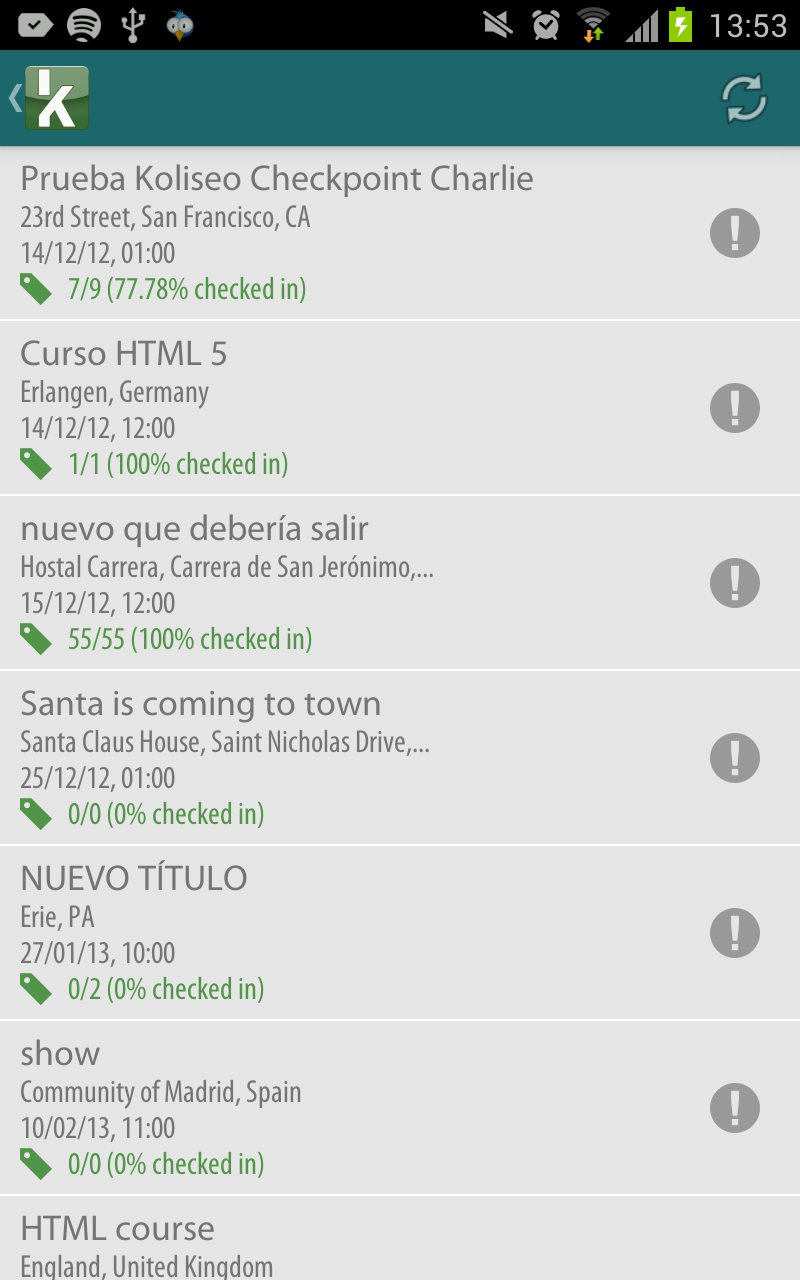 13:53
k
Prueba Koliseo Checkpoint Charlie
23rd Street, San Francisco, CA
14/12/12, 01:00
7/9 (77.78% checked in)
Curso HTML 5
Erlangen, Germany
14/12/12, 12:00
1/1 (100% checked in)
nuevo que debería salir
Hostal Carrera, Carrera de San Jerónimo,...
15/12/12, 12:00
55/55 (100% checked in)
Santa is coming to town
Santa Claus House, Saint Nicholas Drive,...
25/12/12, 01:00
0/0 (0% checked in)
NUEVO TÍTULO
Erie, PA
27/01/13, 10:00
0/2 (0% checked in)
show
Community of Madrid, Spain
10/02/13, 11:00
0/0 (0% checked in)
HTML course
England, United Kingdom